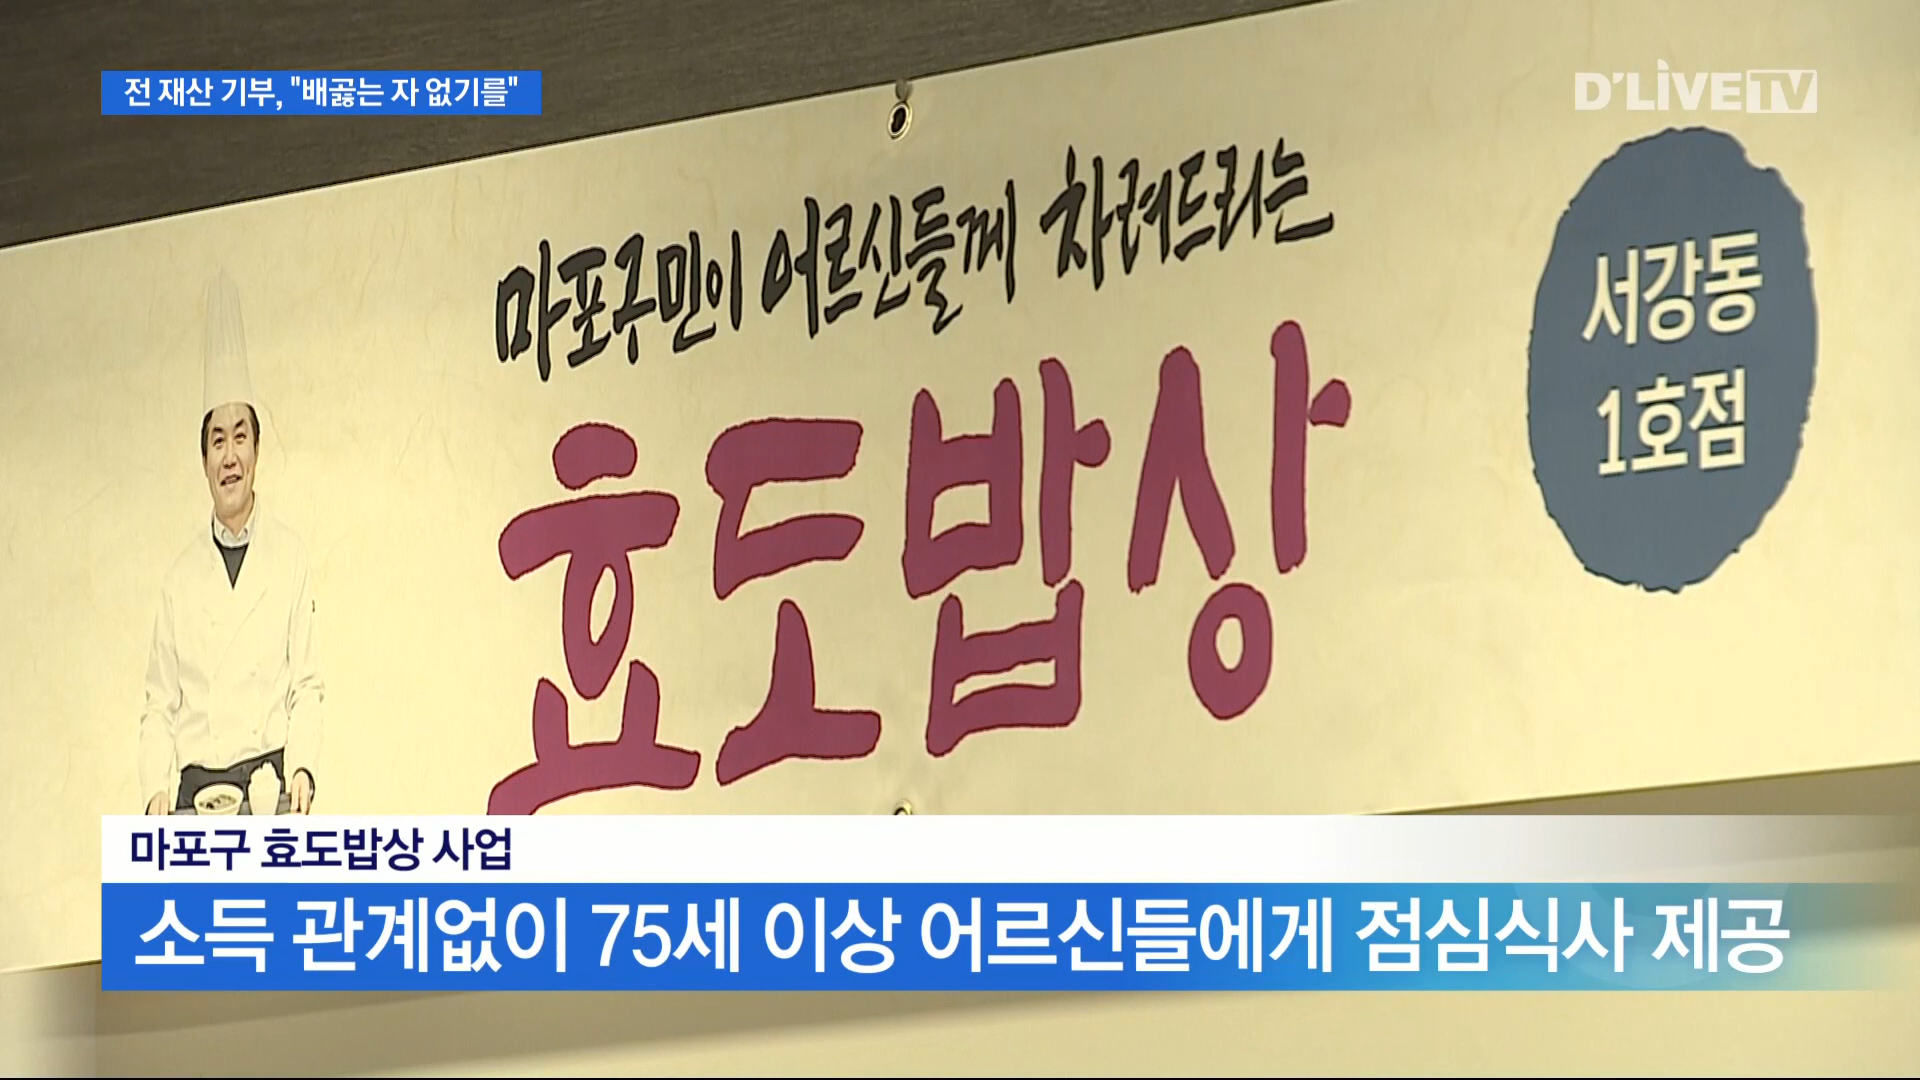 전 재산 기부, "배곯는 자 없기를"
D'LIVE TV
마포구민이 어르신들께 차려드리는
효도밥상
서강동
1호점
마포구 효도밥상 사업
소득 관계없이 75세 이상 어르신들에게 점심식사 제공